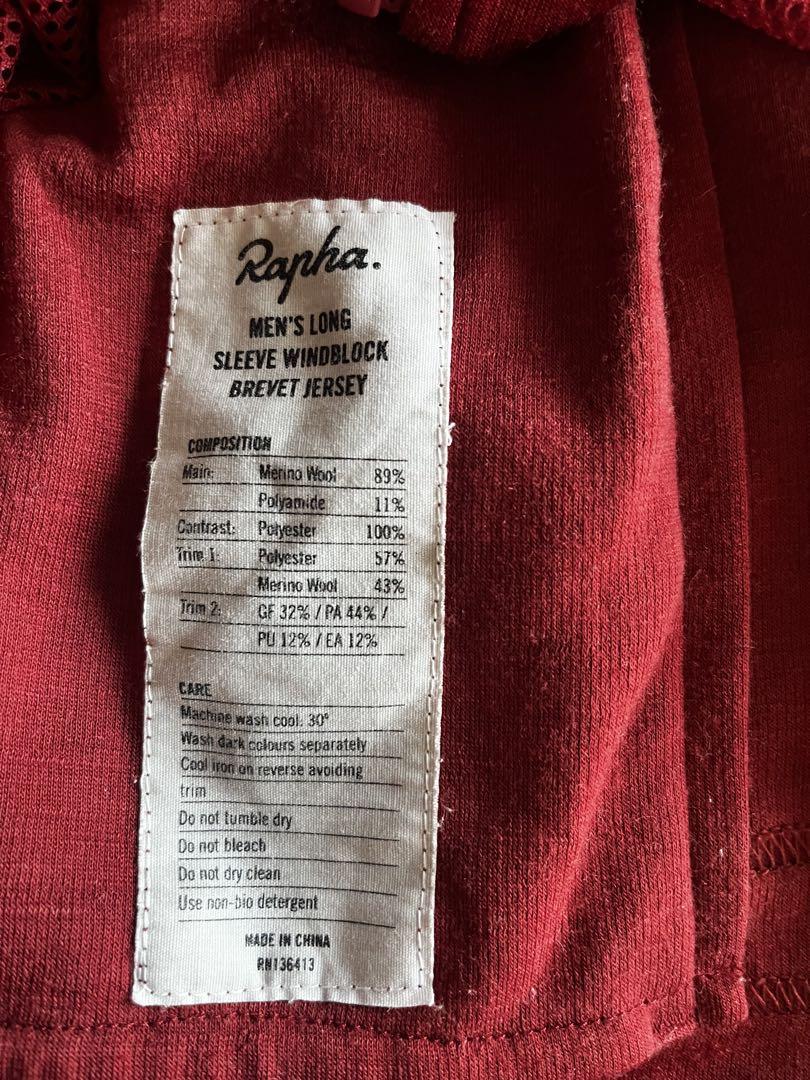 Rapha.
MEN'S LONG
SLEEVE WINDBLOCK
BREVET JERSEY
COMPOSITION
Main: Merino Wool 89%
Polyamide 11%
Contrast: Polyester 100%
Trim 1: Polyester 57%
Merino Wool 43%
Trim 2: GF 32% / PA 44% /
PU 12% / EA 12%
CARE
Machine wash cool: 30°
Wash dark colours separately
Cool iron on reverse avoiding
trim
Do not tumble dry
Do not bleach
Do not dry clean
Use non-bio detergent
MADE IN CHINA
RN136413